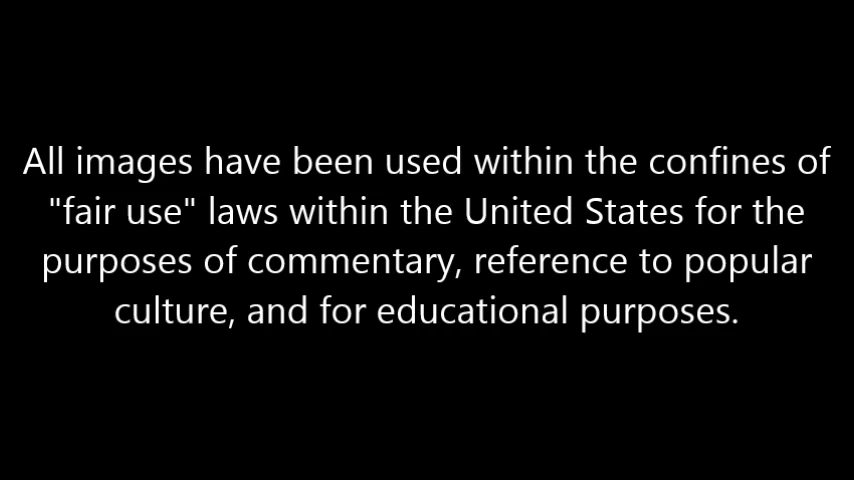 All images have been used within the confines of
"fair use" laws within the United States for the
purposes of commentary, reference to popular
culture, and for educational purposes.